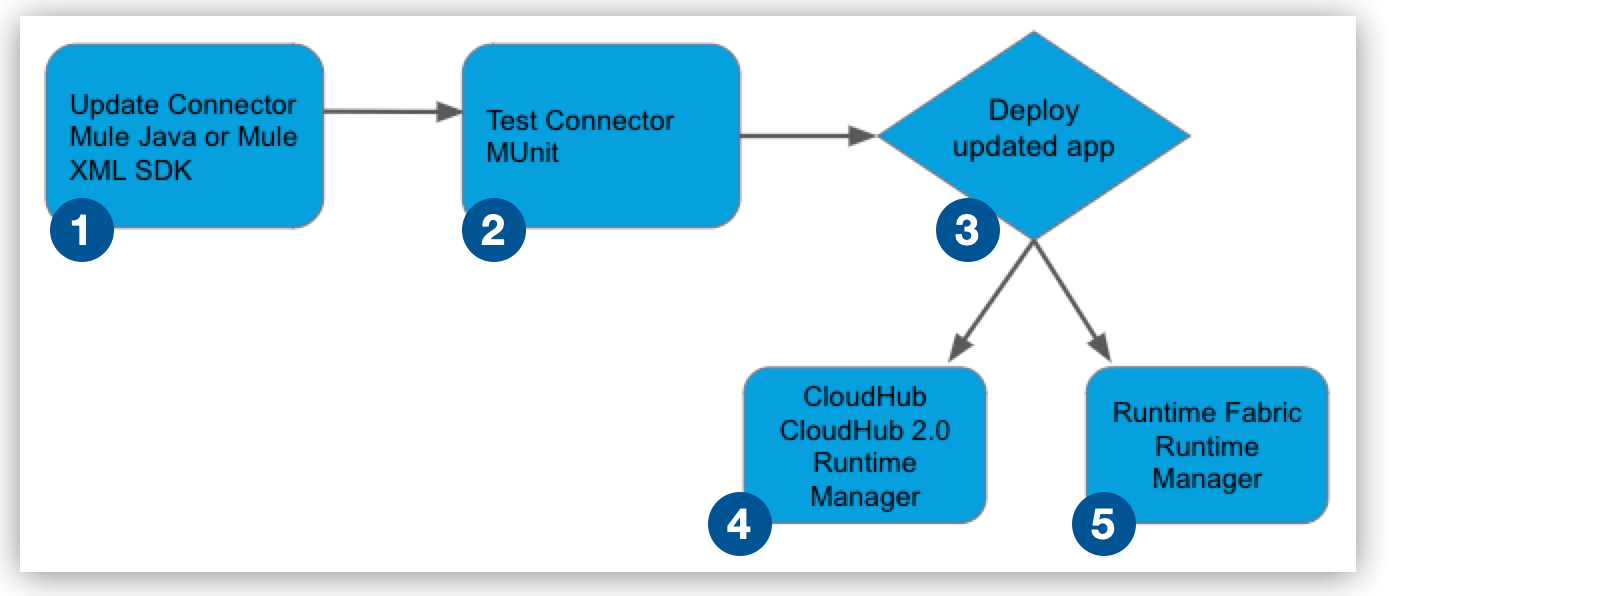 Update Connector
Mule Java or Mule
XML SDK
1
Test Connector
MUnit
2
Deploy
updated app
3
CloudHub
CloudHub 2.0
Runtime
Manager
4
Runtime Fabric
Runtime
Manager
5